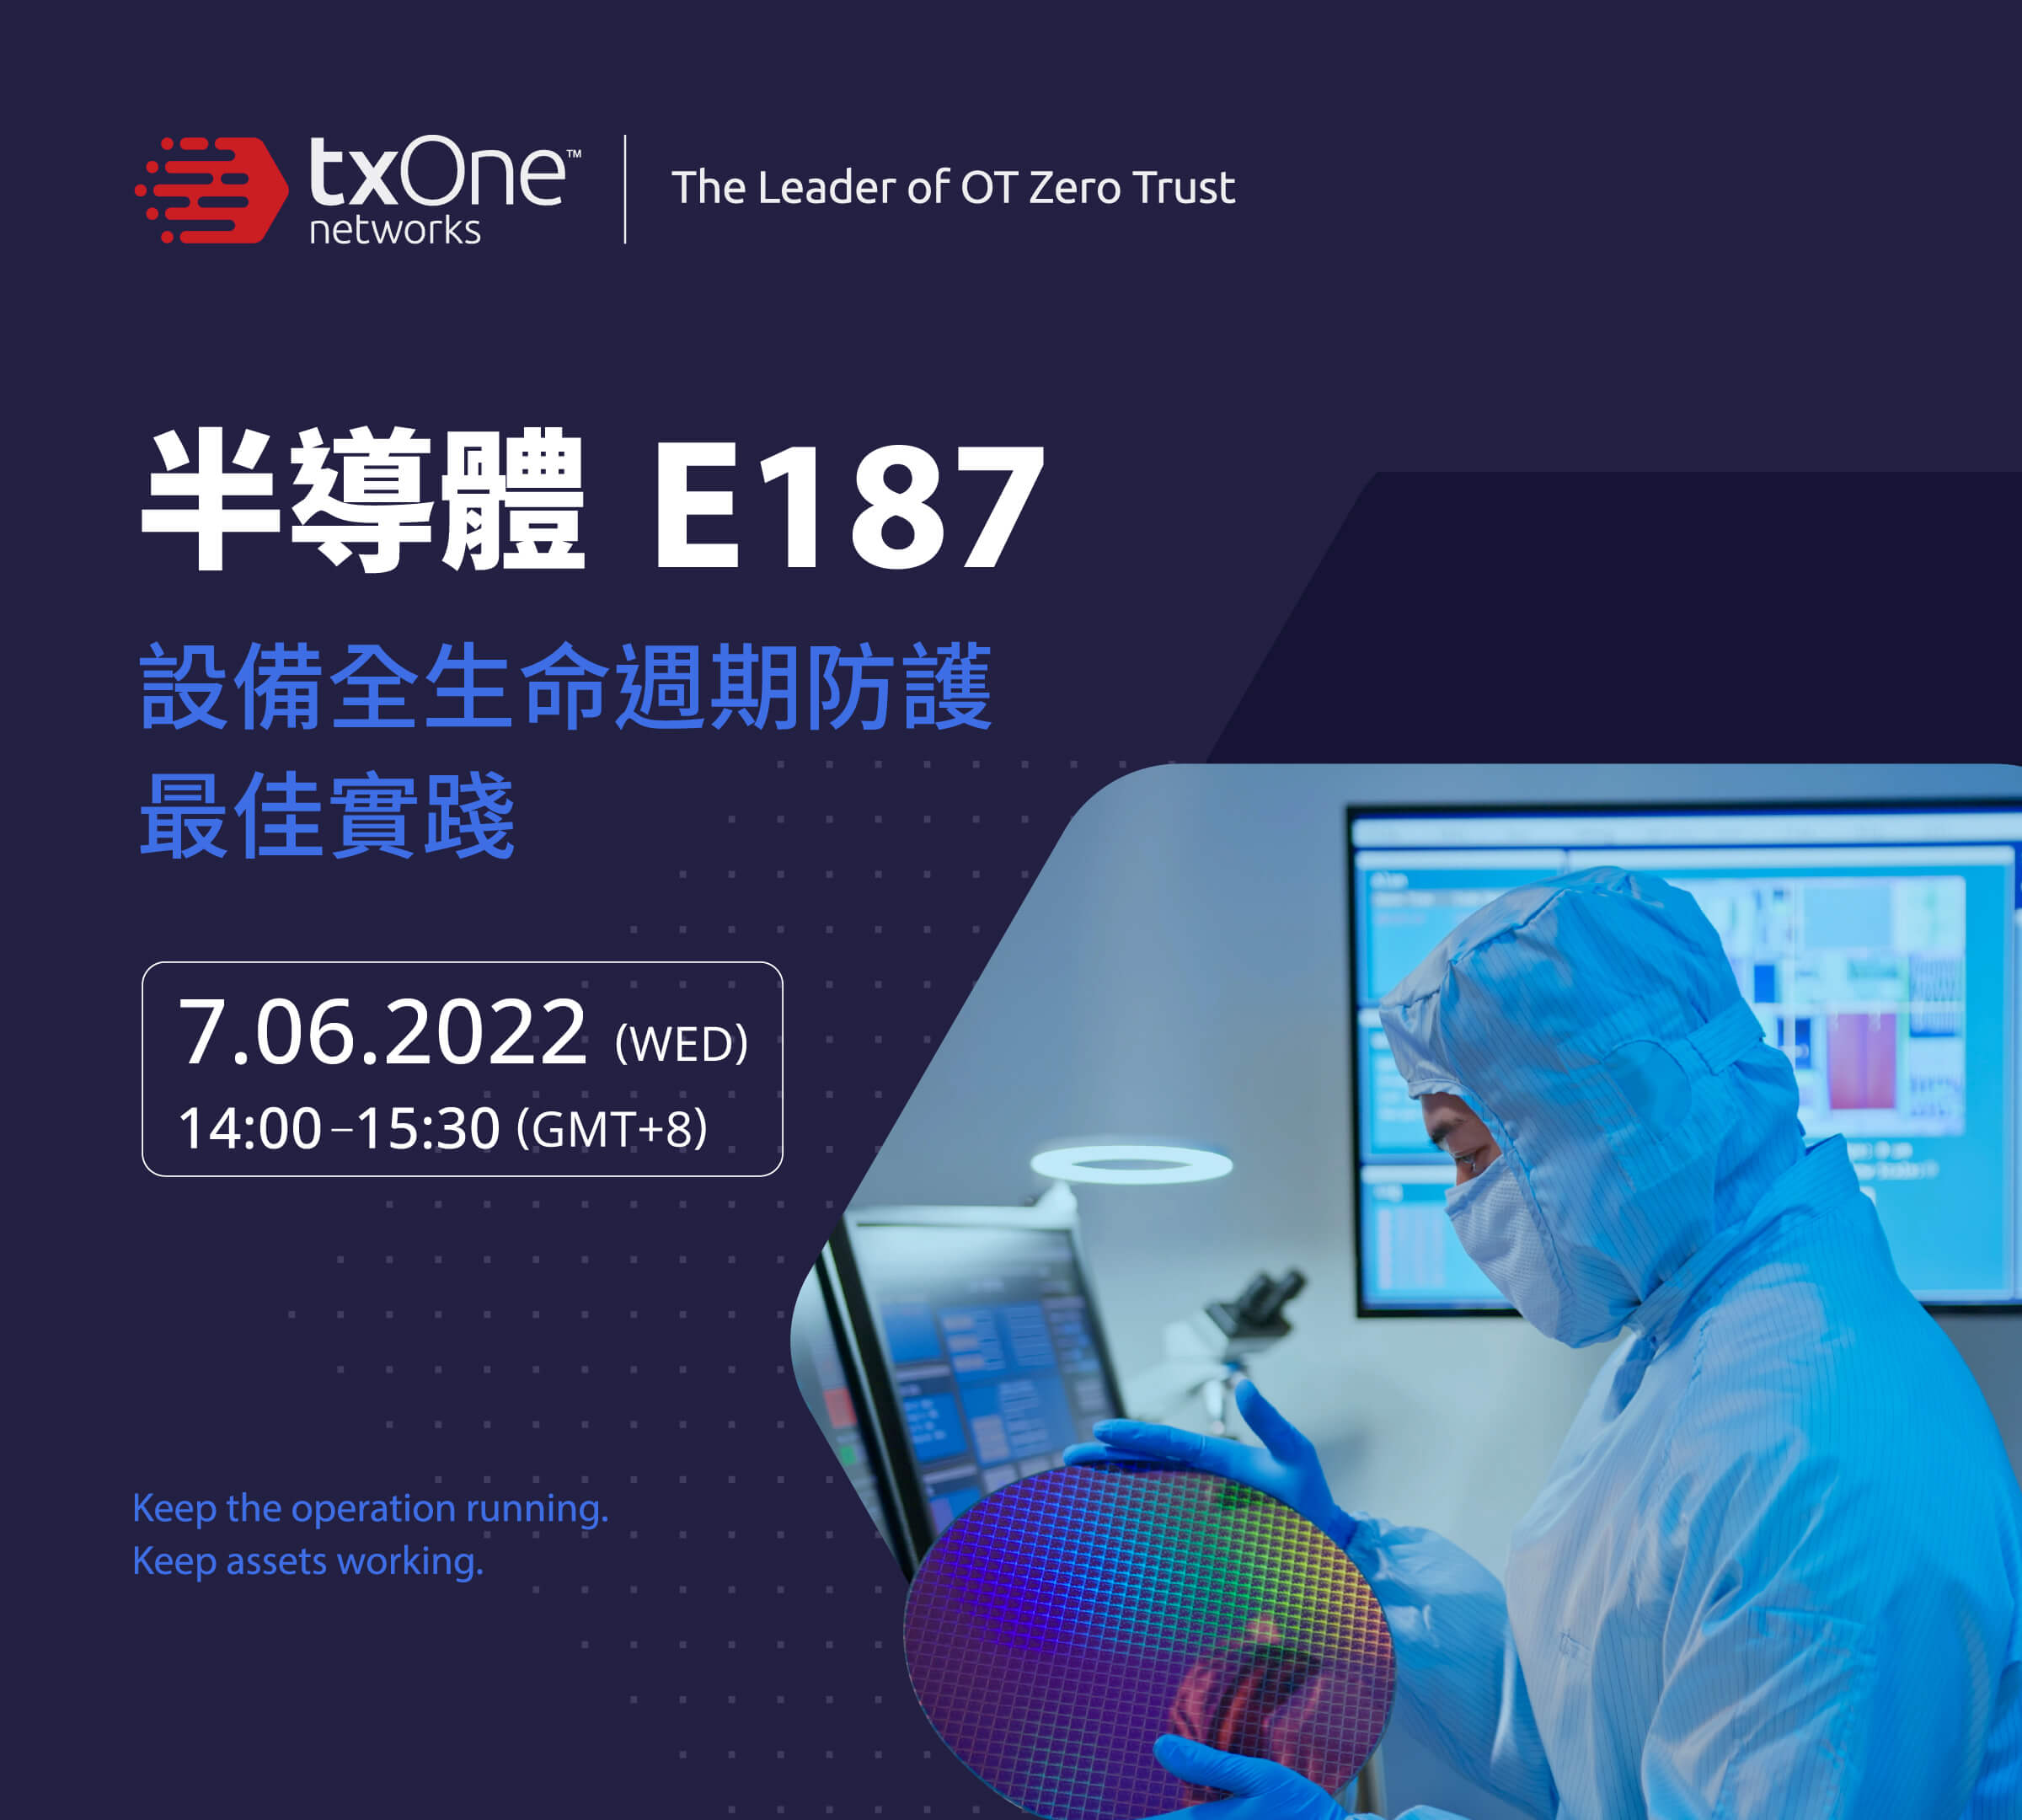 txOne™
networks
The Leader of OT Zero Trust
半導體 E187
設備全生命週期防護
最佳實踐
7.06.2022 (WED)
14:00–15:30 (GMT+8)
Keep the operation running.
Keep assets working.